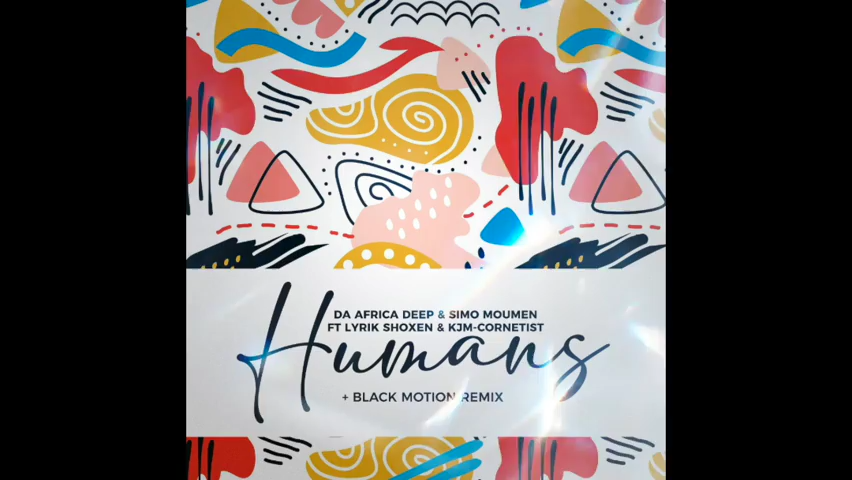 DA AFRICA DEEP & SIMO MOUMEN
FT LYRIK SHOXEN & KJM-CORNETIST
Humans
+ BLACK MOTION REMIX